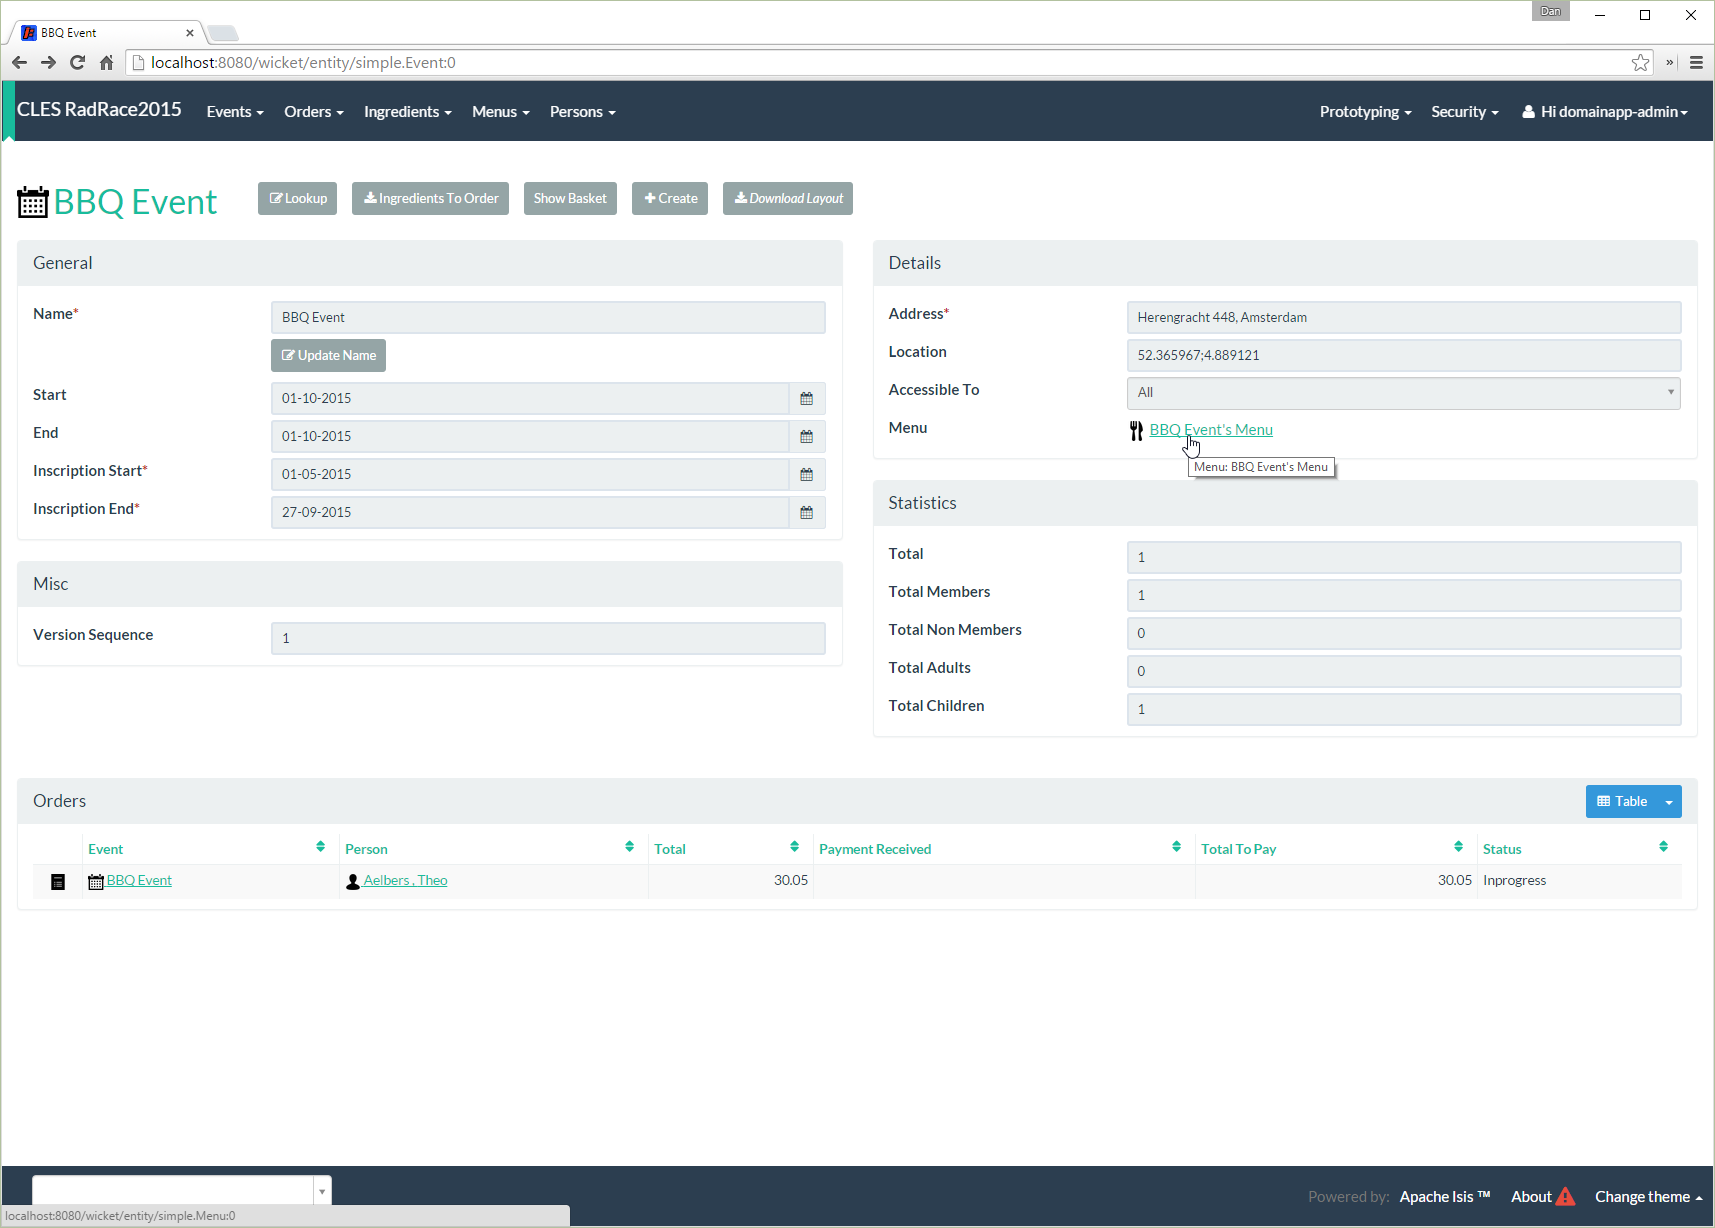 Dan
BBQ Event
localhost:8080/wicket/entity/simple.Event:0
CLES RadRace2015 Events Orders Ingredients Menus Persons Prototyping Security Hi domainapp-admin
BBQ Event Lookup Ingredients To Order Show Basket Create Download Layout
General
Name*
BBQ Event
Update Name
Start 01-10-2015
End 01-10-2015
Inscription Start* 01-05-2015
Inscription End* 27-09-2015
Misc
Version Sequence 1
Details
Address* Herengracht 448, Amsterdam
Location 52.365967;4.889121
Accessible To All
Menu BBQ Event's Menu
Menu: BBQ Event's Menu
Statistics
Total 1
Total Members 1
Total Non Members 0
Total Adults 0
Total Children 1
Orders Table
Event Person Total Payment Received Total To Pay Status
BBQ Event Aelbers , Theo 30.05 30.05 Inprogress
Powered by: Apache Isis ™ About Change theme
localhost:8080/wicket/entity/simple.Menu:0